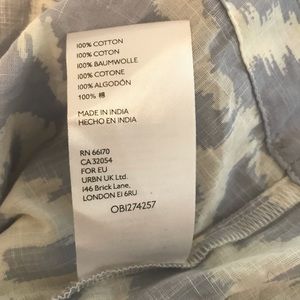 100% COTTON
100% COTON
100% BAUMWOLLE
100% COTONE
100% ALGODÓN
100% 棉
MADE IN INDIA
HECHO EN INDIA
RN 66170
CA 32054
FOR EU
URBN UK Ltd.
146 Brick Lane,
LONDON E1 6RU
OB1274257